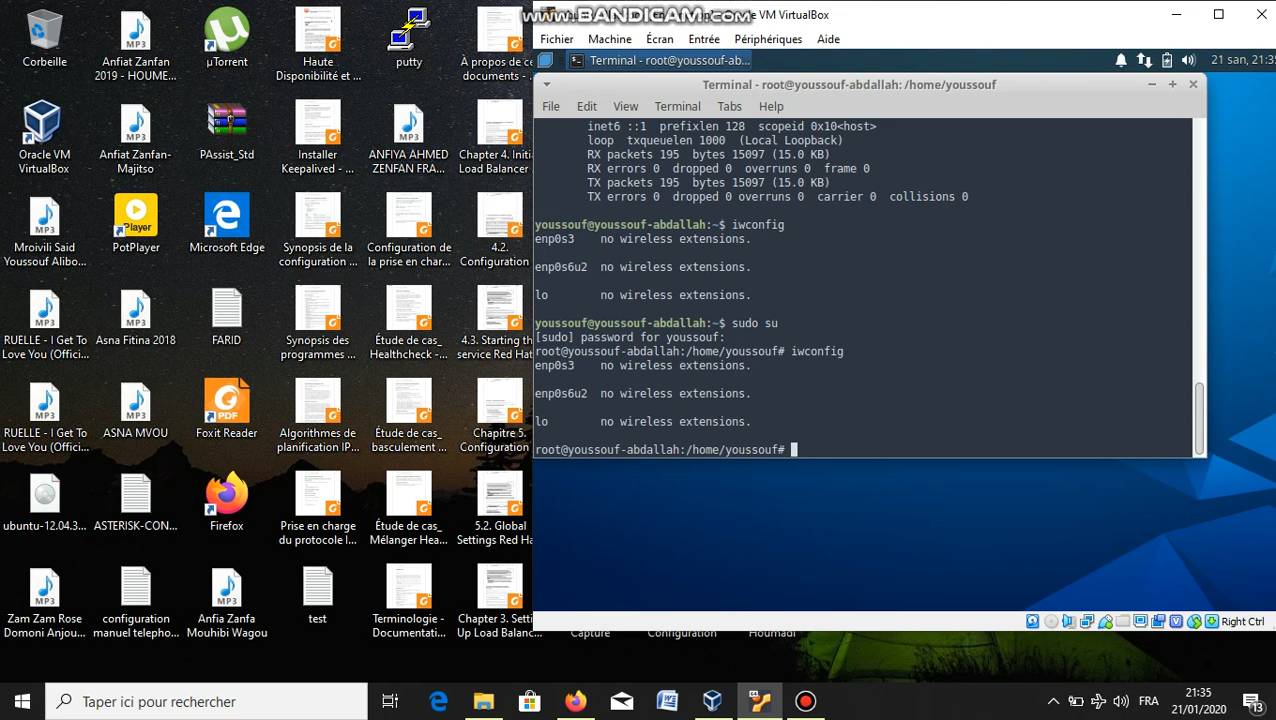 Corbeille
Anfiat Zanfan
2019 - HOUME...
µTorrent
Haute
Disponibilité et ...
putty
A propos de ce
documents - ...
Oracle VM
VirtualBox
Anfiat Zanfan-
Majitso
PAssist_Std
Installer
Keepalived - ...
ANFIYA AHMED
ZENFAN FRA...
Chapter 4. Initi
Load Balancer
Mroivili and
Youssouf Alibo...
PotPlayer
Microsoft Edge
Synopsis de la
configuration ...
Configuration de
la prise en char...
4.2.
Configuration
RUELLE - I Want To
Love You (Offici...
Asna Fitina 2018
FARID
Synopsis des
programmes ...
Étude de cas_
Healthcheck -...
4.3. Starting the
service Red Hat
RUELLE - I Want To
Love You (Offici...
ASNA MVOU
Foxit Reader
Algorithmes de
planification IP...
Étude de cas_
basculement ...
Chapitre 5.
Configuration
ubuntu-12.04.3...
ASTERISK-CON...
Firefox
Prise en charge
du protocole I...
Étude de cas_
Mélanger Hea...
5.2. Global
Settings Red Ha
Zam Zam dese
Domoni Anjou...
configuration
manuel telepho...
Anfia Zanfa
Mouhibi Wagou
test
Terminologie -
Documentati...
Chapter 3. Setti
Up Load Balanc...
Capture
Configuration
Houmadi
VirtualBox
Fichier Machine Écran Entrée Périphériques Aide
Terminal - root@youssouf-ab...
21 san, 21:3
Terminal - root@youssouf-abdallah: /home/youssouf
File Edit View Terminal Tabs Help
inet6 ::1 prefixlen 128 scopeid 0x10<host>
loop txqueuelen 1000 (Local Loopback)
RX packets 195 bytes 15097 (15.0 KB)
RX errors 0 dropped 0 overruns 0 frame 0
TX packets 195 bytes 15097 (15.0 KB)
TX errors 0 dropped 0 overruns 0 carrier 0 collisions 0
youssouf@youssouf-abdallah:~$ iwconfig
enp0s3 no wireless extensions.
enp0s6u2 no wireless extensions.
lo no wireless extensions.
youssouf@youssouf-abdallah:~$ sudo su
[sudo] password for youssouf:
root@youssouf-abdallah:/home/youssouf# iwconfig
enp0s3 no wireless extensions.
enp0s6u2 no wireless extensions.
lo no wireless extensions.
root@youssouf-abdallah:/home/youssouf#
Right Ctrl
Taper ici pour rechercher
FRA
21:35
21/01/2020
13